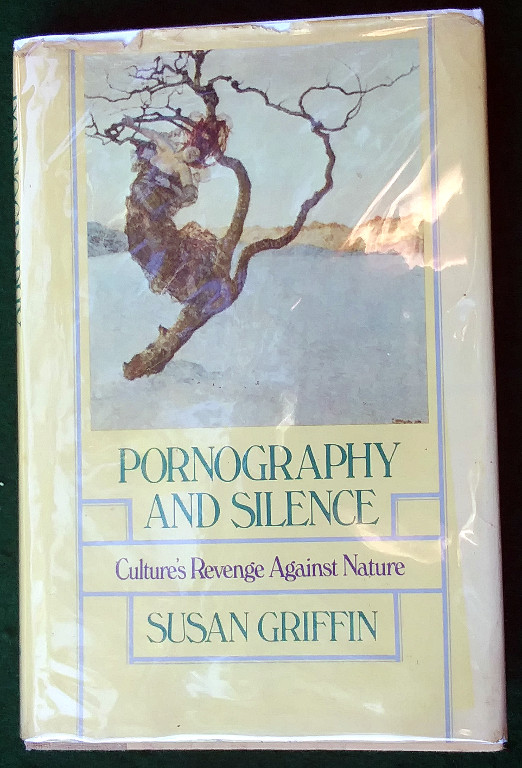 PORNOGRAPHY
AND SILENCE
Culture's Revenge Against Nature
SUSAN GRIFFIN